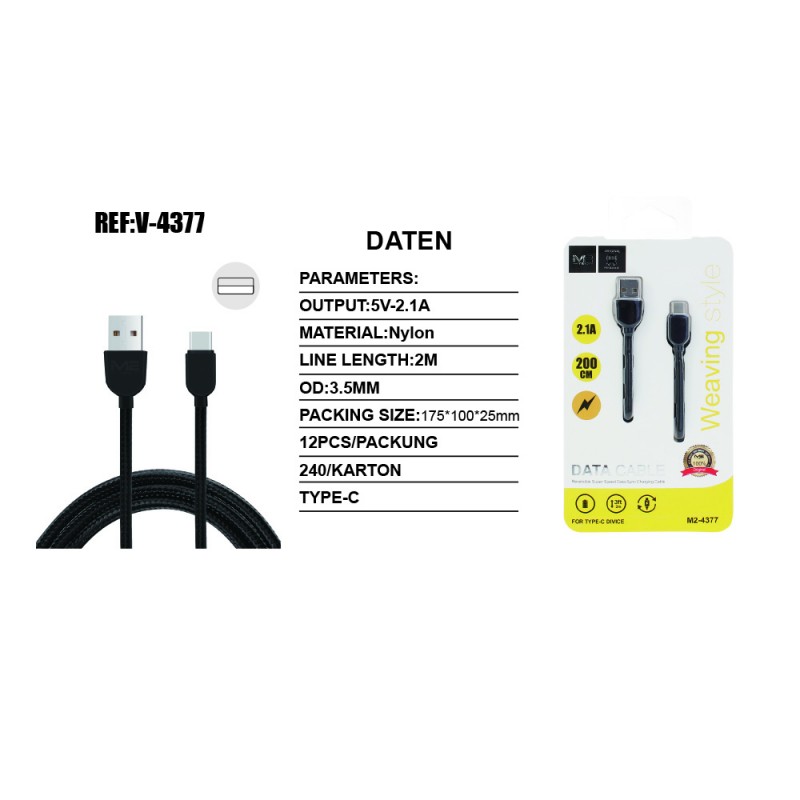 REF:V-4377
DATEN
PARAMETERS:
OUTPUT:5V-2.1A
MATERIAL:Nylon
LINE LENGTH:2M
OD:3.5MM
PACKING SIZE:175*100*25mm
12PCS/PACKUNG
240/KARTON
TYPE-C
2.1A
200
CM
Weaving style
DATA CABLE
100%
Original
FOR TYPE-C DIVICE
M2-4377